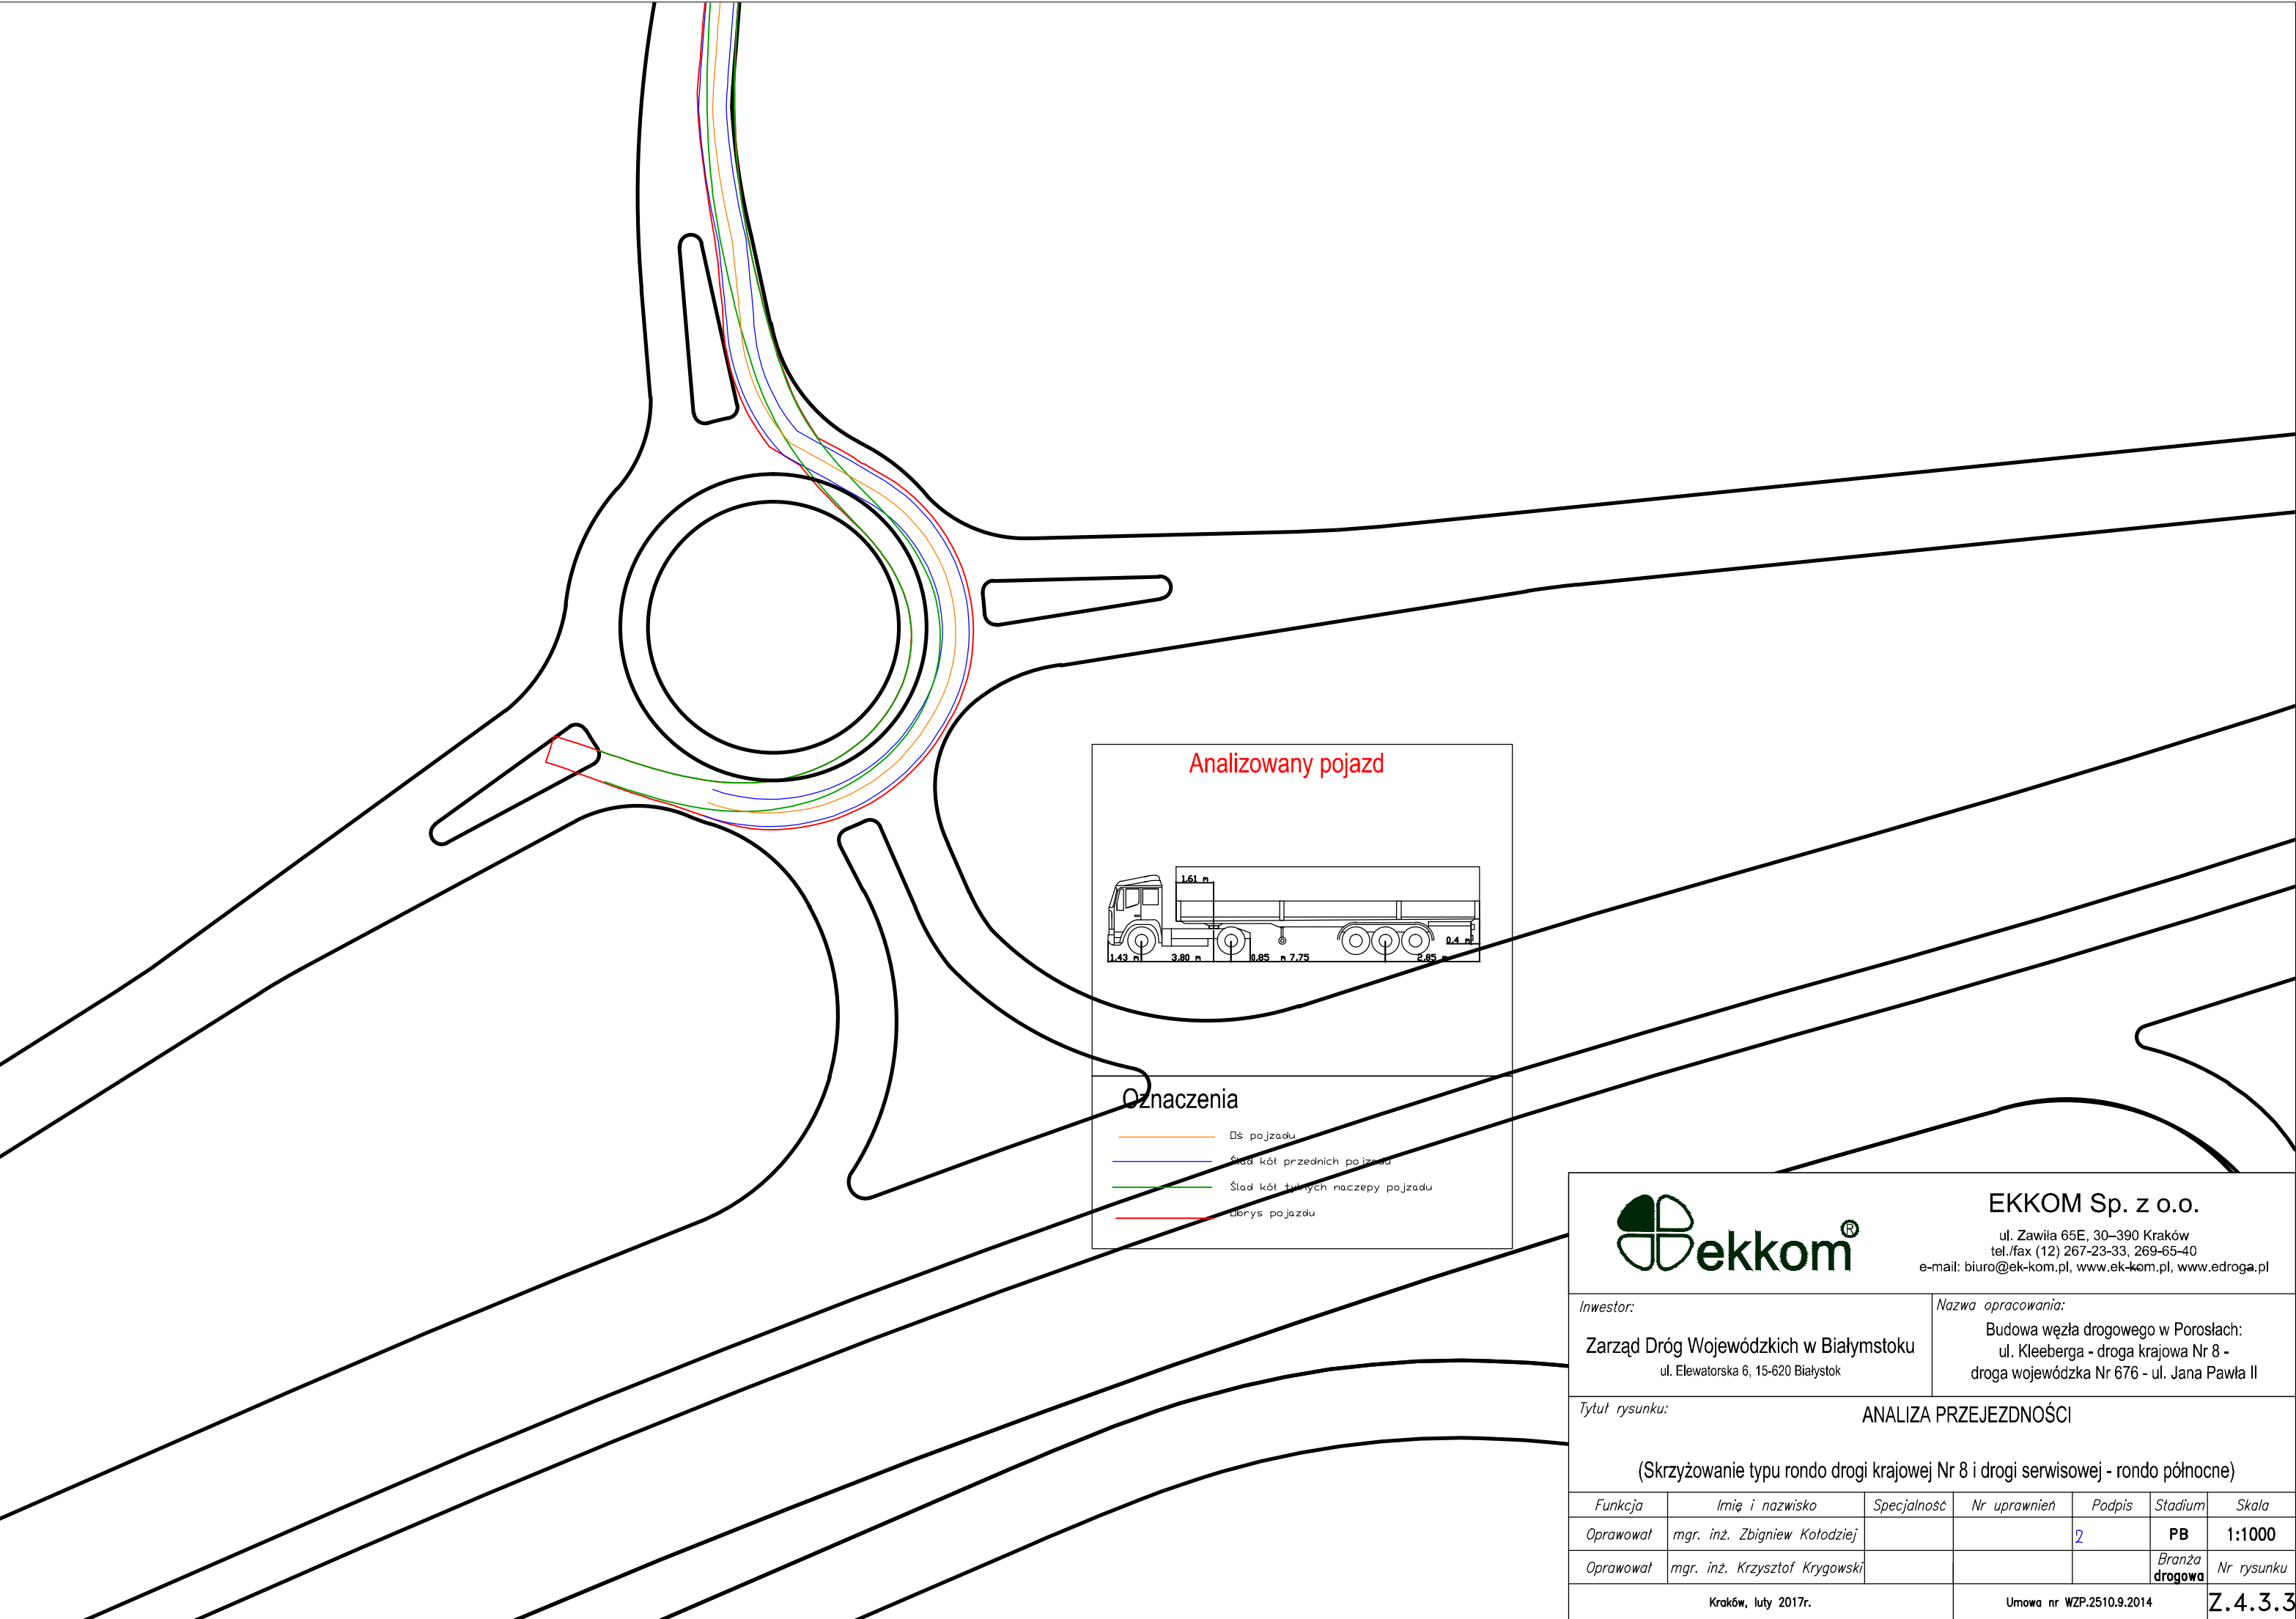 Analizowany pojazd
1.61 m
0.4 m
1.43 m 3.80 m 0.85 m 7.75 2.85 m
Oznaczenia
ś pojzadu
Ślad kół przednich pojzadu
Ślad kół tylnych naczepy pojzadu
brys pojazdu
ekkom®
EKKOM Sp. z o.o.
ul. Zawiła 65E, 30–390 Kraków
tel./fax (12) 267-23-33, 269-65-40
e-mail: biuro@ek-kom.pl, www.ek-kom.pl, www.edroga.pl
Inwestor:
Zarząd Dróg Wojewódzkich w Białymstoku
ul. Elewatorska 6, 15-620 Białystok
Nazwa opracowania:
Budowa węzła drogowego w Porosłach:
ul. Kleeberga - droga krajowa Nr 8 -
droga wojewódzka Nr 676 - ul. Jana Pawła II
Tytuł rysunku:
ANALIZA PRZEJEZDNOŚCI
(Skrzyżowanie typu rondo drogi krajowej Nr 8 i drogi serwisowej - rondo północne)
Funkcja Imię i nazwisko Specjalność Nr uprawnień Podpis Stadium Skala
Oprawował mgr. inż. Zbigniew Kołodziej 2 PB 1:1000
Oprawował mgr. inż. Krzysztof Krygowski Branża drogowa Nr rysunku
Kraków, luty 2017r. Umowa nr WZP.2510.9.2014 Z.4.3.3